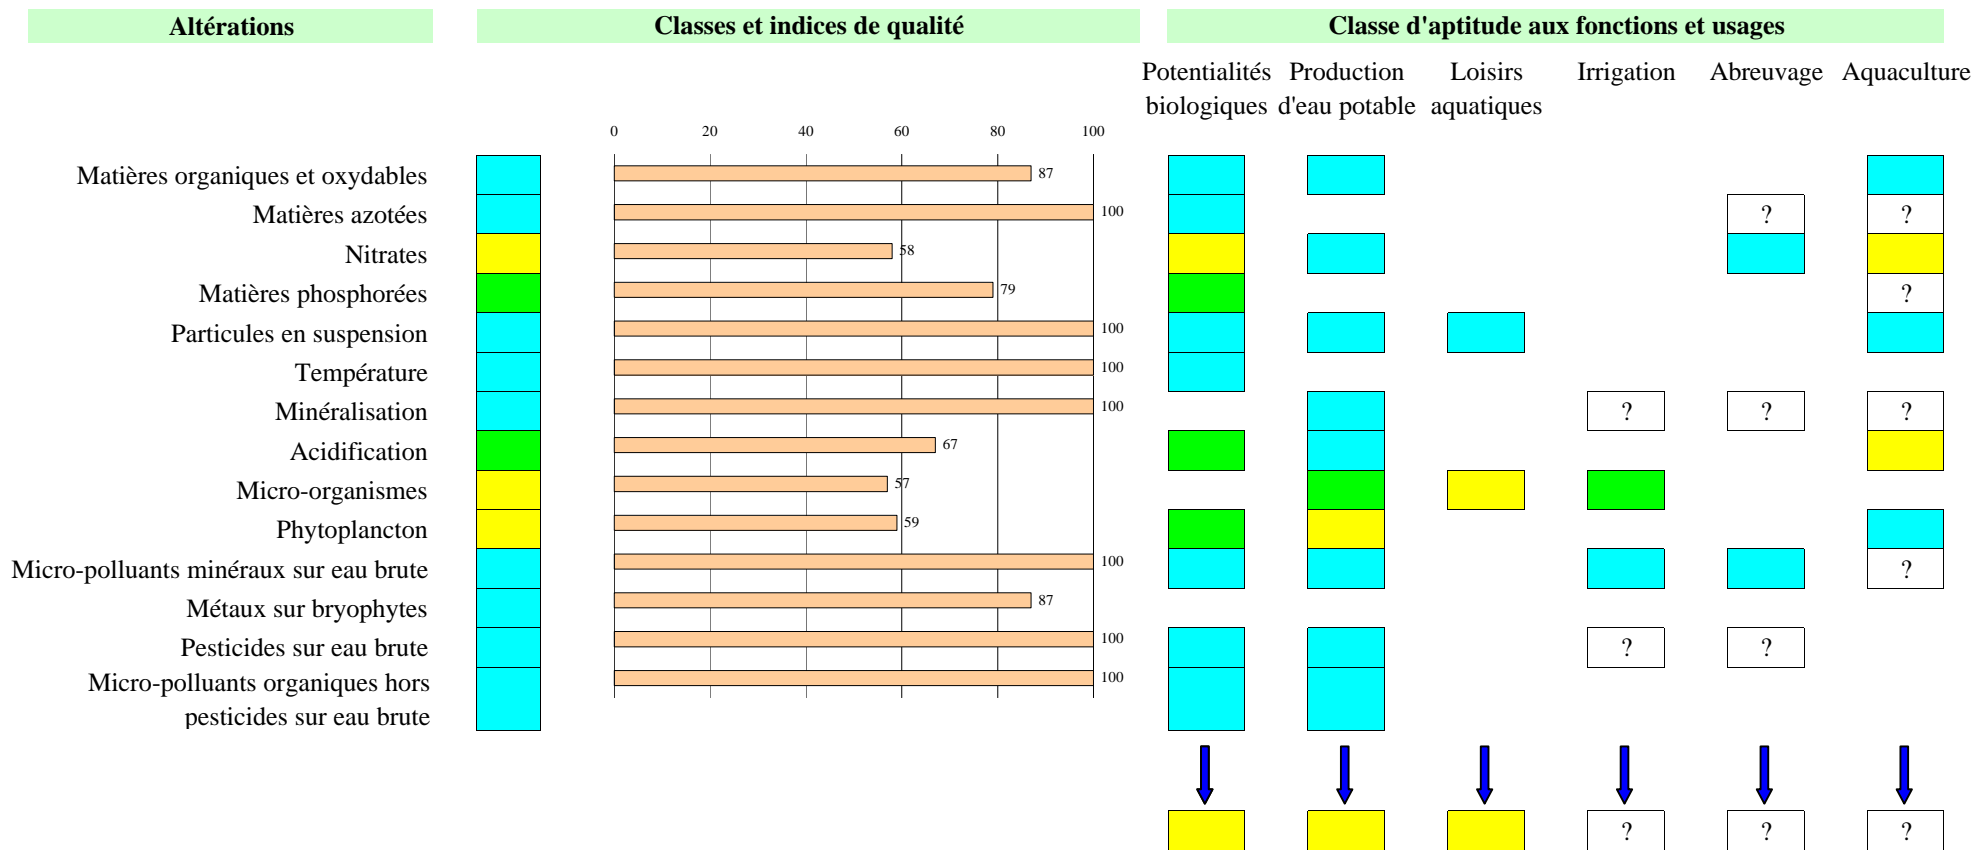 Altérations
Classes et indices de qualité
Classe d'aptitude aux fonctions et usages
Potentialités biologiques
Production d'eau potable
Loisirs aquatiques
Irrigation
Abreuvage
Aquaculture
0 20 40 60 80 100
Matières organiques et oxydables 87
Matières azotées 100 ? ?
Nitrates 58
Matières phosphorées 79 ?
Particules en suspension 100
Température 100
Minéralisation 100 ? ? ?
Acidification 67
Micro-organismes 57
Phytoplancton 59
Micro-polluants minéraux sur eau brute 100 ?
Métaux sur bryophytes 87
Pesticides sur eau brute 100 ? ?
Micro-polluants organiques hors 100
pesticides sur eau brute
? ? ?